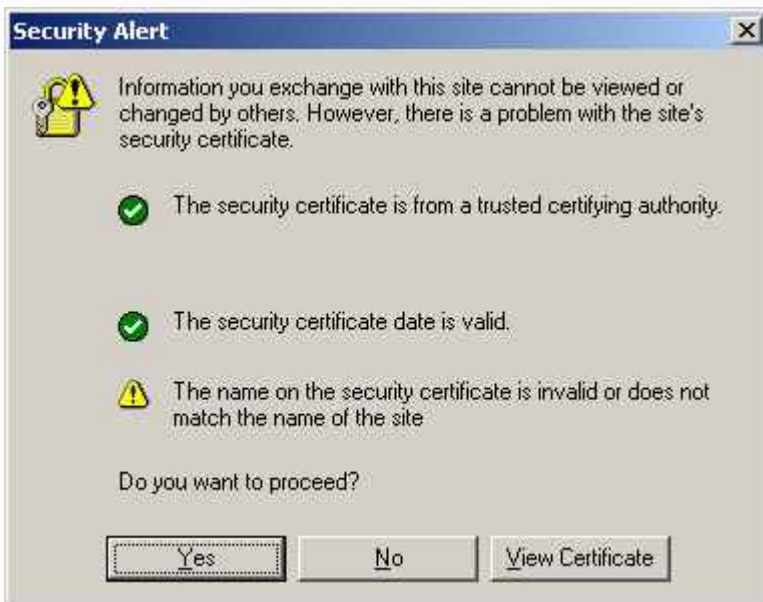 Security Alert
Information you exchange with this site cannot be viewed or
changed by others. However, there is a problem with the site's
security certificate.
The security certificate is from a trusted certifying authority.
The security certificate date is valid.
The name on the security certificate is invalid or does not
match the name of the site
Do you want to proceed?
Yes No View Certificate